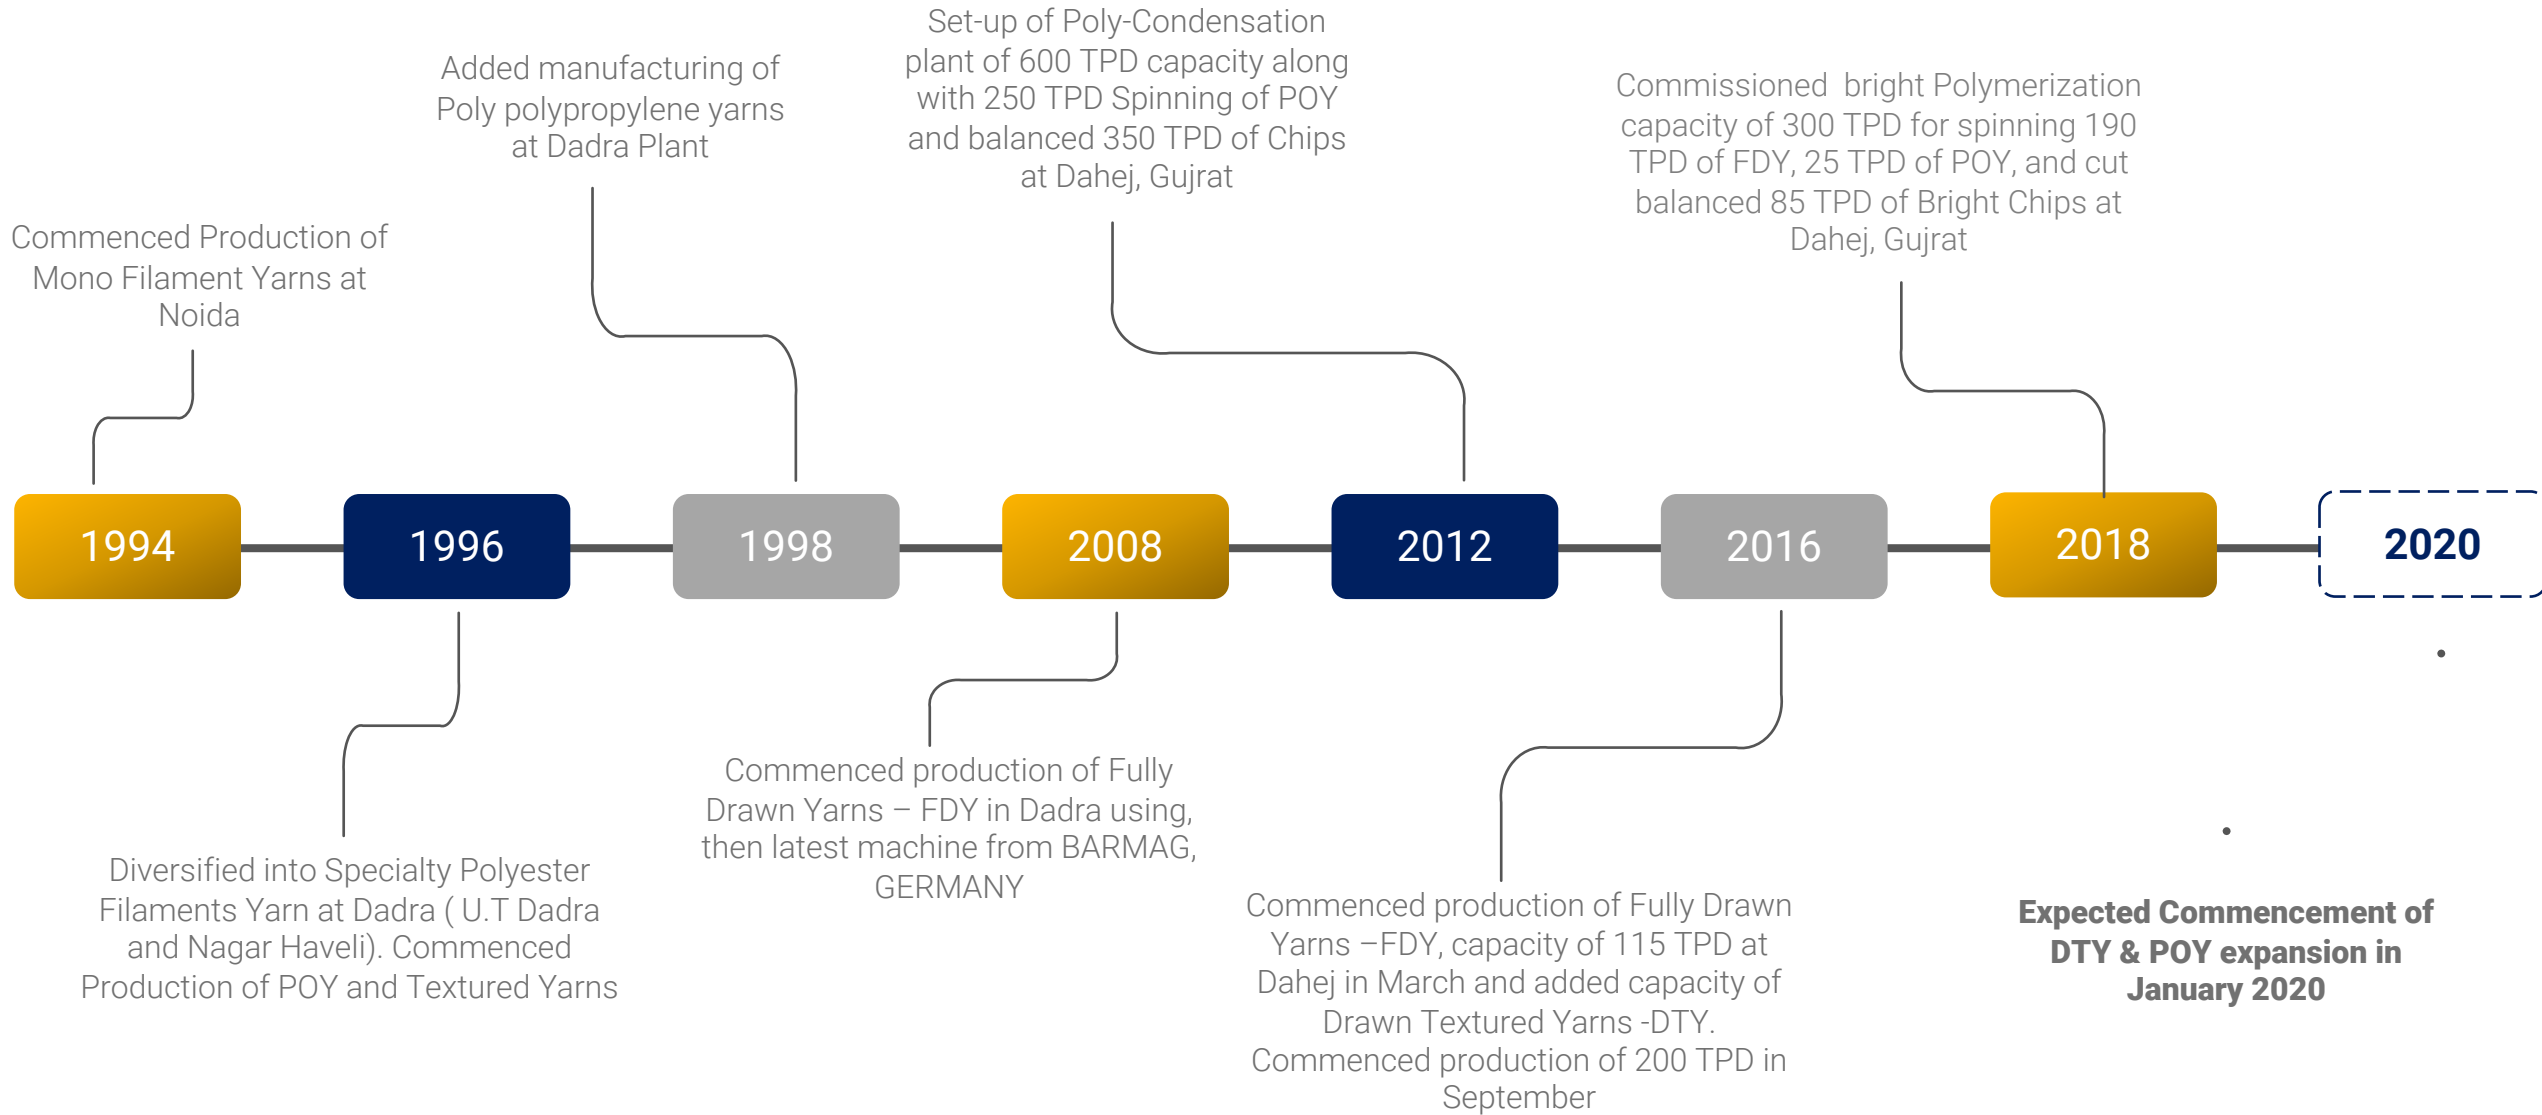 Commenced Production of
Mono Filament Yarns at
Noida
Added manufacturing of
Poly polypropylene yarns
at Dadra Plant
Set-up of Poly-Condensation
plant of 600 TPD capacity along
with 250 TPD Spinning of POY
and balanced 350 TPD of Chips
at Dahej, Gujrat
Commissioned  bright Polymerization
capacity of 300 TPD for spinning 190
TPD of FDY, 25 TPD of POY, and cut
balanced 85 TPD of Bright Chips at
Dahej, Gujrat
1994
1996
1998
2008
2012
2016
2018
2020
Diversified into Specialty Polyester
Filaments Yarn at Dadra ( U.T Dadra
and Nagar Haveli). Commenced
Production of POY and Textured Yarns
Commenced production of Fully
Drawn Yarns – FDY in Dadra using,
then latest machine from BARMAG,
GERMANY
Commenced production of Fully Drawn
Yarns –FDY, capacity of 115 TPD at
Dahej in March and added capacity of
Drawn Textured Yarns -DTY.
Commenced production of 200 TPD in
September
Expected Commencement of
DTY & POY expansion in
January 2020